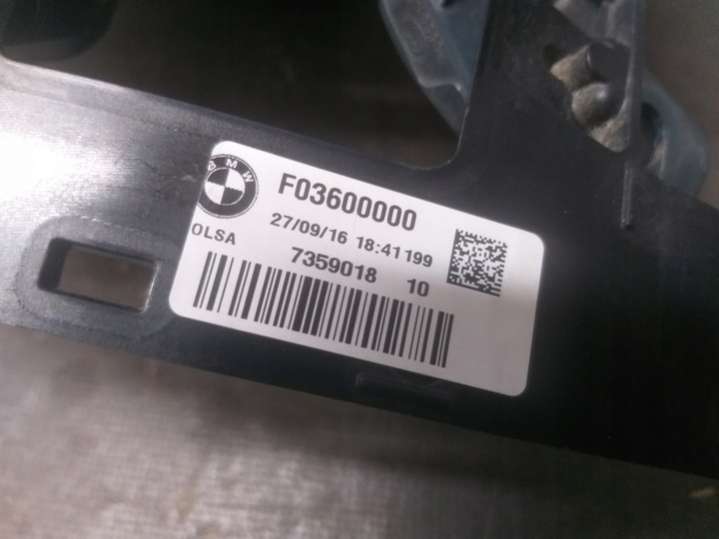 BMW
F03600000
27/09/16 18:41 199
OLSA
7359018 10